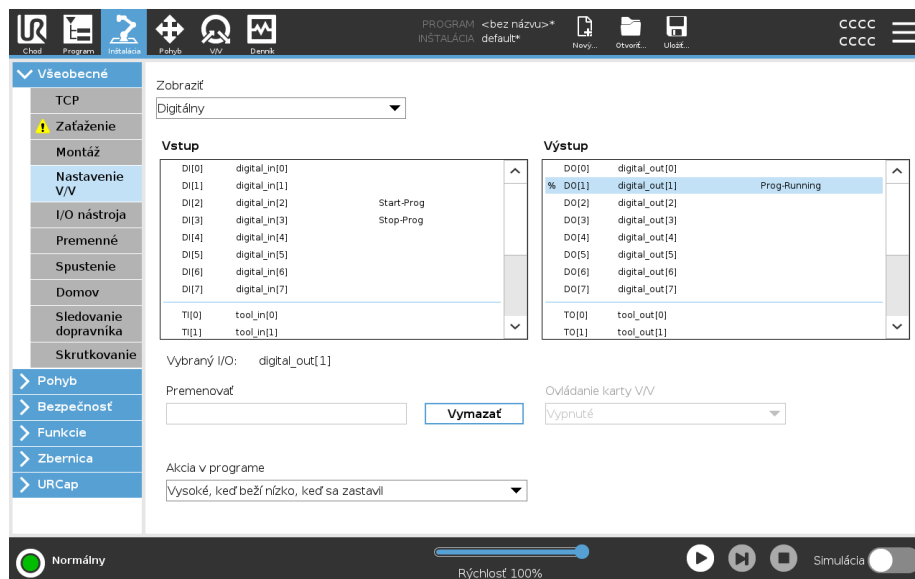 PROGRAM <bez názvu>*
INŠTALÁCIA default*
CCCC
CCCC
Chod Program Inštalácia Pohyb V/V Denník Nový... Otvoriť... Uložiť...
Všeobecné
TCP
Zaťaženie
Montáž
Nastavenie
V/V
I/O nástroja
Premenné
Spustenie
Domov
Sledovanie
dopravníka
Skrutkovanie
Pohyb
Bezpečnosť
Funkcie
Zbernica
URCap
Zobraziť
Digitálny
Vstup
DI[0] digital_in[0]
DI[1] digital_in[1]
DI[2] digital_in[2] Start-Prog
DI[3] digital_in[3] Stop-Prog
DI[4] digital_in[4]
DI[5] digital_in[5]
DI[6] digital_in[6]
DI[7] digital_in[7]
TI[0] tool_in[0]
TI[1] tool_in[1]
Výstup
DO[0] digital_out[0]
% DO[1] digital_out[1] Prog-Running
DO[2] digital_out[2]
DO[3] digital_out[3]
DO[4] digital_out[4]
DO[5] digital_out[5]
DO[6] digital_out[6]
DO[7] digital_out[7]
TO[0] tool_out[0]
TO[1] tool_out[1]
Vybraný I/O: digital_out[1]
Premenovať
Vymazať
Ovládanie karty V/V
Vypnuté
Akcia v programe
Vysoké, keď beží nízko, keď sa zastavil
Normálny
Rýchlosť 100%
Simulácia